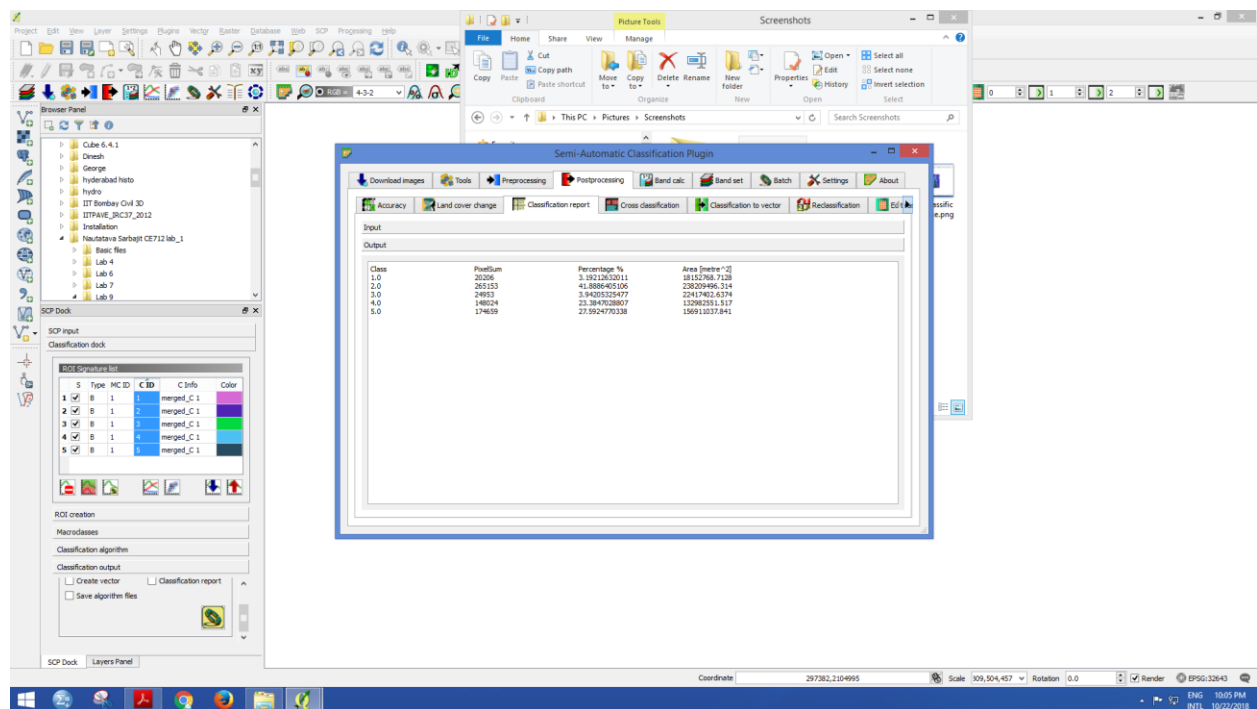 Picture Tools
Screenshots
Project Edit View Layer Settings Plugins Vector Raster Database Web SCP Processing Help
File Home Share View Manage
Copy
Paste
Cut
Copy path
Paste shortcut
Move to
Copy to
Delete
Rename
New folder
Properties
Open
Edit
History
Select all
Select none
Invert selection
Clipboard
Organize
New
Open
Select
RGB = 4-3-2
0
1
2
This PC Pictures Screenshots
Search Screenshots
Browser Panel
Cube 6.4.1
Dinesh
George
hyderabad histo
hydro
IIT Bombay Civil 3D
IITPAVE_IRC37_2012
Installation
Nautatava Sarbajit CE712 lab_1
Basic files
Lab 4
Lab 6
Lab 7
Lab 9
SCP Dock
SCP input
Classification dock
ROI Signature list
S Type MC ID C ID C Info Color
1 B 1 1 merged_C 1
2 B 1 2 merged_C 1
3 B 1 3 merged_C 1
4 B 1 4 merged_C 1
5 B 1 5 merged_C 1
ROI creation
Macroclasses
Classification algorithm
Classification output
Create vector
Classification report
Save algorithm files
SCP Dock
Layers Panel
Semi-Automatic Classification Plugin
Download images Tools Preprocessing Postprocessing Band calc Band set Batch Settings About
Accuracy Land cover change Classification report Cross classification Classification to vector Reclassification
Input
Output
Class PixelSum Percentage % Area [metre^2]
1.0 20206 3.19212632011 18152768.7128
2.0 265153 41.8886405106 238209496.314
3.0 24953 3.94205325477 22417402.6374
4.0 148024 23.3847028807 132982551.517
5.0 174659 27.5924770338 156911037.841
Coordinate 297382,2104995
Scale 309,504,457
Rotation 0.0
Render
EPSG:32643
ENG
INTL
10:05 PM
10/22/2018